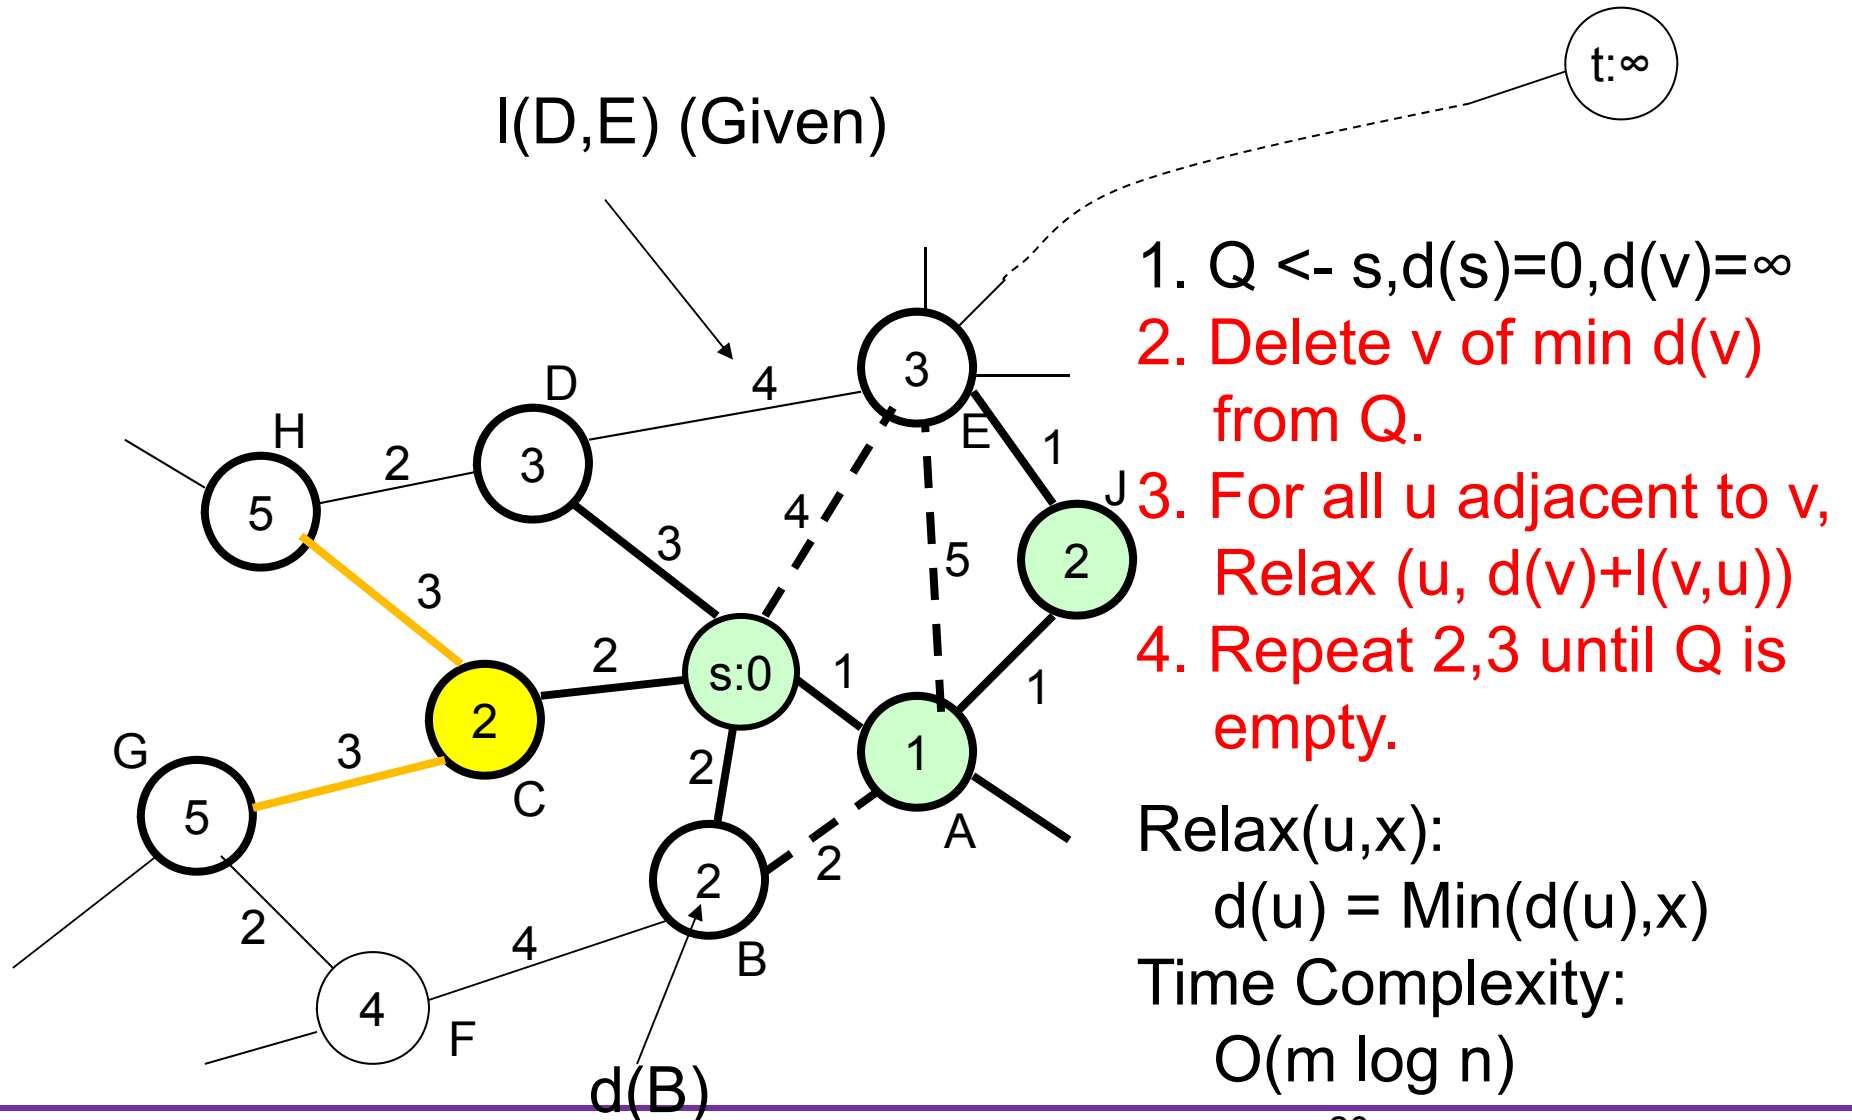 t:∞
l(D,E) (Given)
1. Q <- s,d(s)=0,d(v)=∞
2. Delete v of min d(v)
from Q.
3. For all u adjacent to v,
Relax (u, d(v)+l(v,u))
4. Repeat 2,3 until Q is
empty.
Relax(u,x):
d(u) = Min(d(u),x)
Time Complexity:
O(m log n)
3
E
4
D
3
H
2
5
1
J
2
4
5
3
3
2
s:0
1
1
2
C
1
A
G
3
5
2
2
2
B
2
4
4
F
d(B)